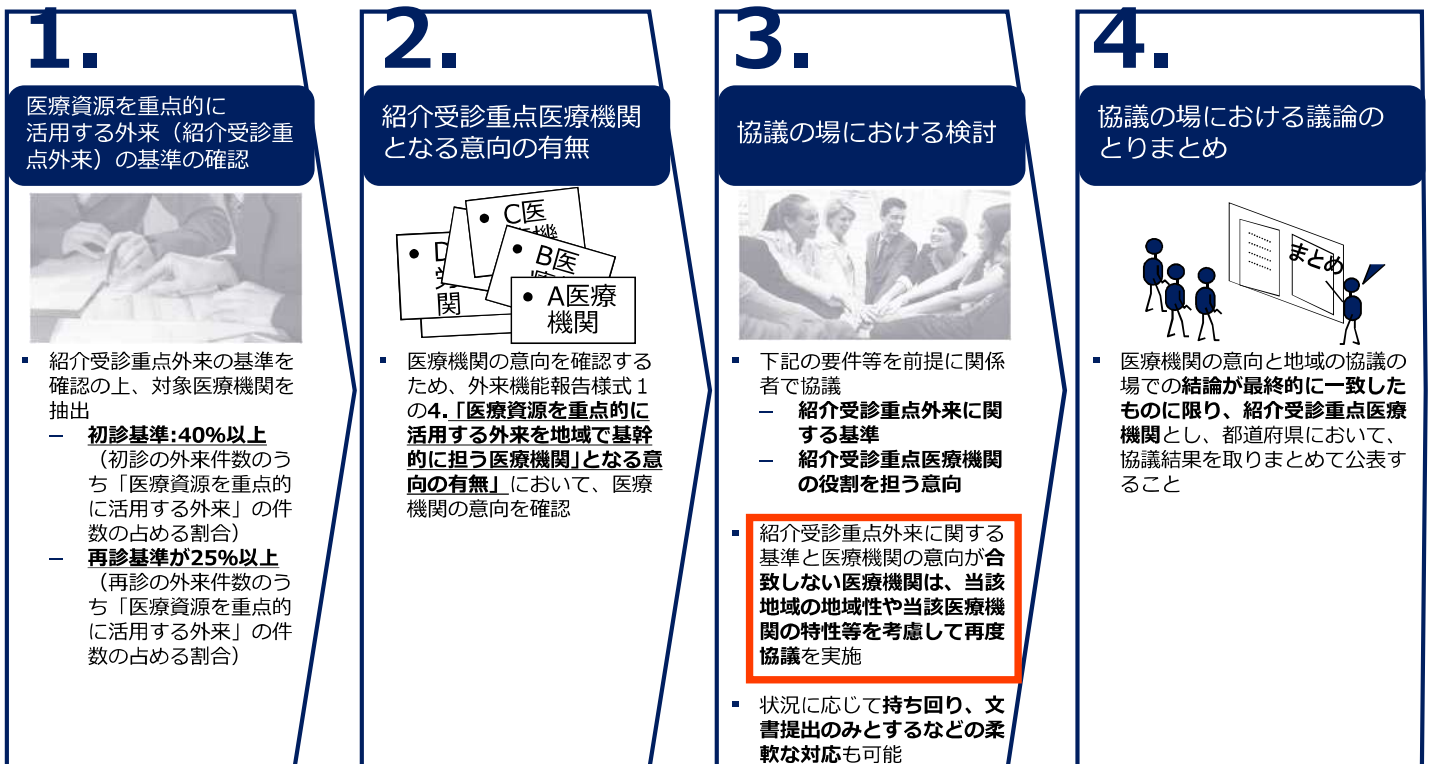 1.
医療資源を重点的に
活用する外来（紹介受診重
点外来）の基準の確認
▪ 紹介受診重点外来の基準を
確認の上、対象医療機関を
抽出
― 初診基準:40%以上
（初診の外来件数のう
ち「医療資源を重点的
に活用する外来」の件
数の占める割合）
― 再診基準が25%以上
（再診の外来件数のう
ち「医療資源を重点的
に活用する外来」の件
数の占める割合）
2.
紹介受診重点医療機関
となる意向の有無
• C医
• B医
• A医療
機関
関
▪ 医療機関の意向を確認する
ため、外来機能報告様式１
の4.「医療資源を重点的に
活用する外来を地域で基幹
的に担う医療機関」となる意
向の有無」において、医療
機関の意向を確認
3.
協議の場における検討
▪ 下記の要件等を前提に関係
者で協議
― 紹介受診重点外来に関
する基準
― 紹介受診重点医療機関
の役割を担う意向
▪ 紹介受診重点外来に関する
基準と医療機関の意向が合
致しない医療機関は、当該
地域の地域性や当該医療機
関の特性等を考慮して再度
協議を実施
▪ 状況に応じて持ち回り、文
書提出のみとするなどの柔
軟な対応も可能
4.
協議の場における議論の
とりまとめ
まとめ
▪ 医療機関の意向と地域の協議の
場での結論が最終的に一致した
ものに限り、紹介受診重点医療
機関とし、都道府県において、
協議結果を取りまとめて公表す
ること